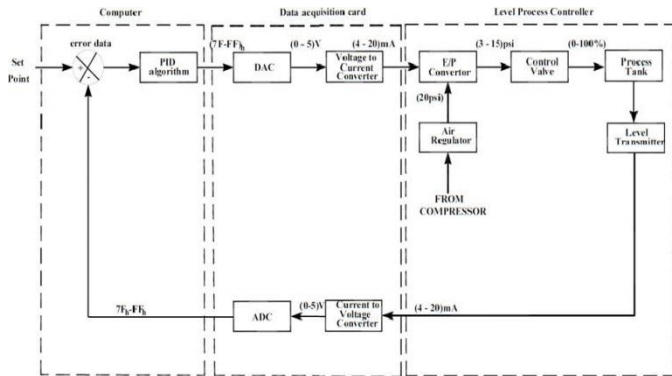 Computer
Data acquisition card
Level Process Controller
Set
Point
error data
+
-
PID
algorithm
(7F-FF)h
DAC
(0 - 5)V
Voltage to
Current
Converter
(4 - 20)mA
E/P
Convertor
(3 - 15)psi
Control
Valve
(0-100%)
Process
Tank
(20psi)
Air
Regulator
FROM
COMPRESSOR
Level
Transmitter
7Fh-FFh
ADC
(0-5)V
Current to
Voltage
Converter
(4 - 20)mA